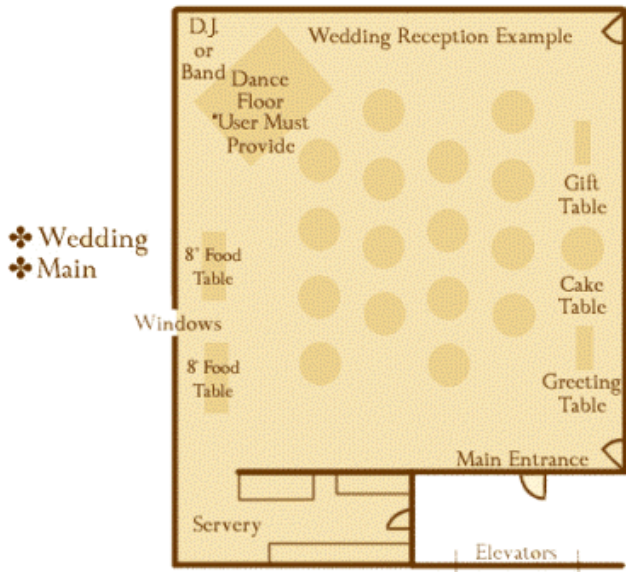 D.J.
or
Band
Wedding Reception Example
Dance
Floor
*User Must
Provide
Gift
Table
❖ Wedding
❖ Main
8' Food
Table
Cake
Table
Windows
8' Food
Table
Greeting
Table
Main Entrance
Servery
Elevators